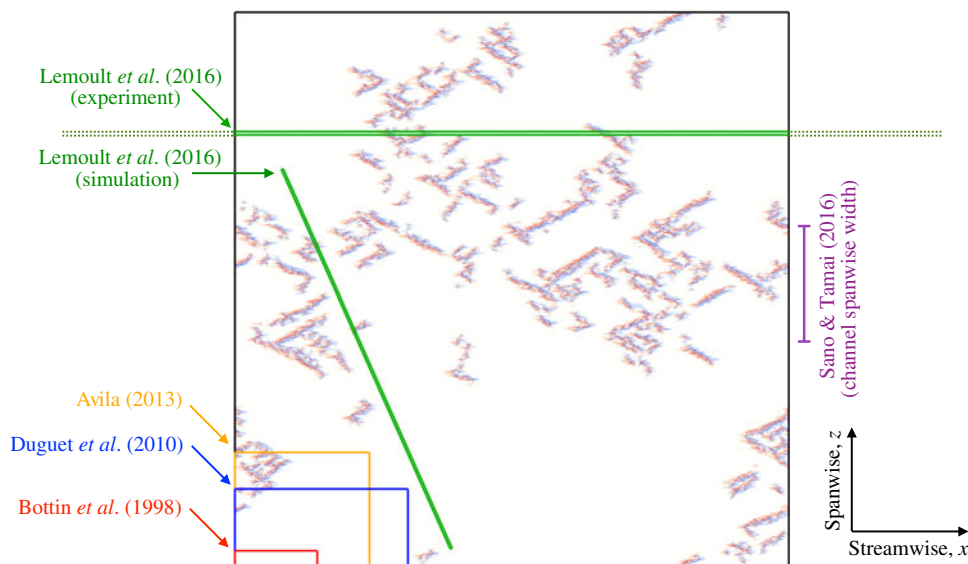 Lemoult et al. (2016)
(experiment)
Lemoult et al. (2016)
(simulation)
Avila (2013)
Duguet et al. (2010)
Bottin et al. (1998)
Sano & Tamai (2016)
(channel spanwise width)
Spanwise, z
Streamwise, x